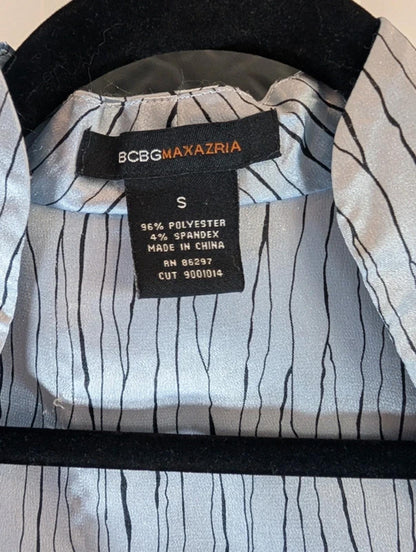 BCBGMAXAZRIA
S
96% POLYESTER
4% SPANDEX
MADE IN CHINA
RN 86297
CUT 9001014